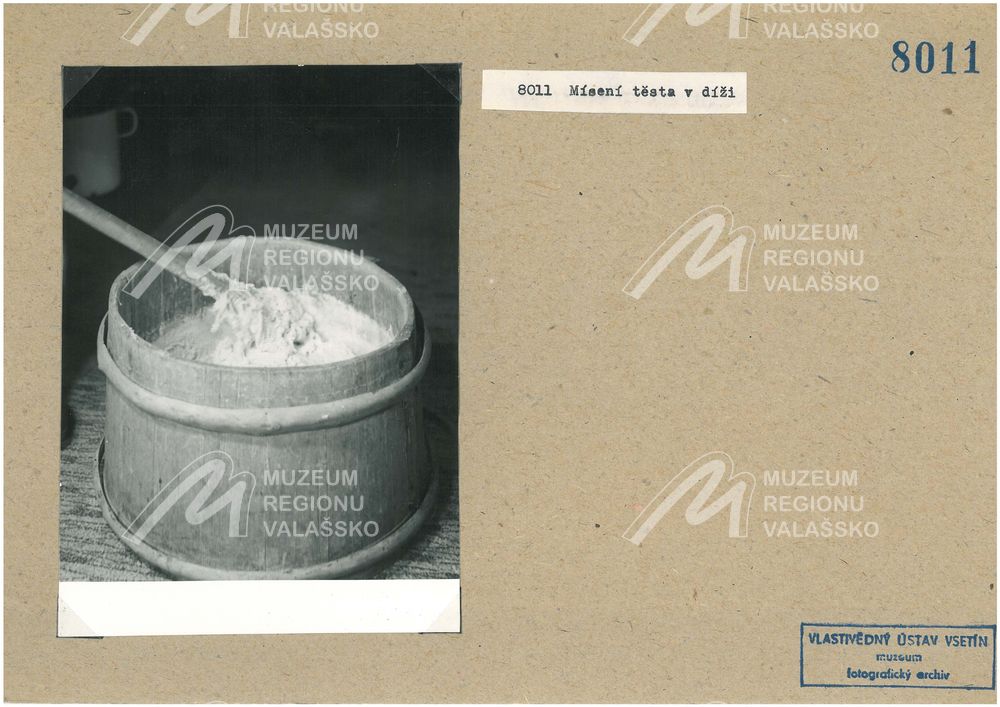 MUZEUM
REGIONU
VALAŠSKO
MUZEUM
REGIONU
VALAŠSKO
8011
8011 Mísení těsta v díži
MUZEUM
REGIONU
VALAŠSKO
MUZEUM
REGIONU
VALAŠSKO
MUZEUM
REGIONU
VALAŠSKO
MUZEUM
REGIONU
VALAŠSKO
VLASTIVĚDNÝ ÚSTAV VSETÍN
muzeum
fotografický archiv